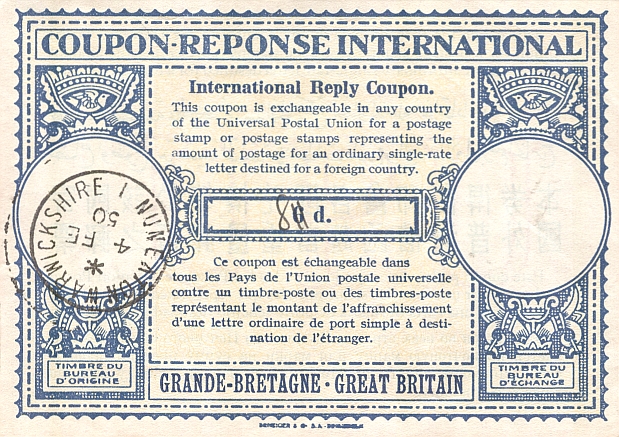 COUPON-REPONSE INTERNATIONAL
International Reply Coupon.
This coupon is exchangeable in any country
of the Universal Postal Union for a postage
stamp or postage stamps representing the
amount of postage for an ordinary single-rate
letter destined for a foreign country.
d.
Ce coupon est échangeable dans
tous les Pays de l'Union postale universelle
contre un timbre-poste ou des timbres-poste
représentant le montant de l'affranchissement
d'une lettre ordinaire de port simple à desti-
nation de l'étranger.
NUNEATON WARWICKSHIRE 1
4 FE
50
TIMBRE DU
BUREAU
D'ORIGINE
GRANDE-BRETAGNE · GREAT BRITAIN
TIMBRE DU
BUREAU
D'ÉCHANGE